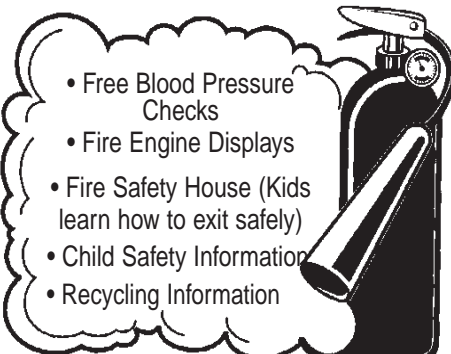 • Free Blood Pressure
Checks
• Fire Engine Displays
• Fire Safety House (Kids
learn how to exit safely)
• Child Safety Information
• Recycling Information